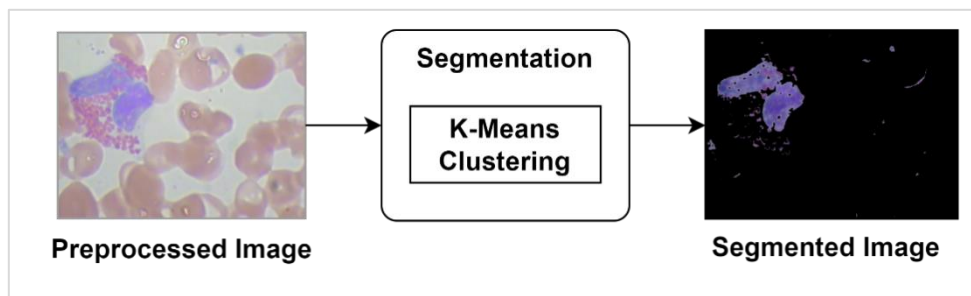 Segmentation
K-Means
Clustering
Preprocessed Image
Segmented Image